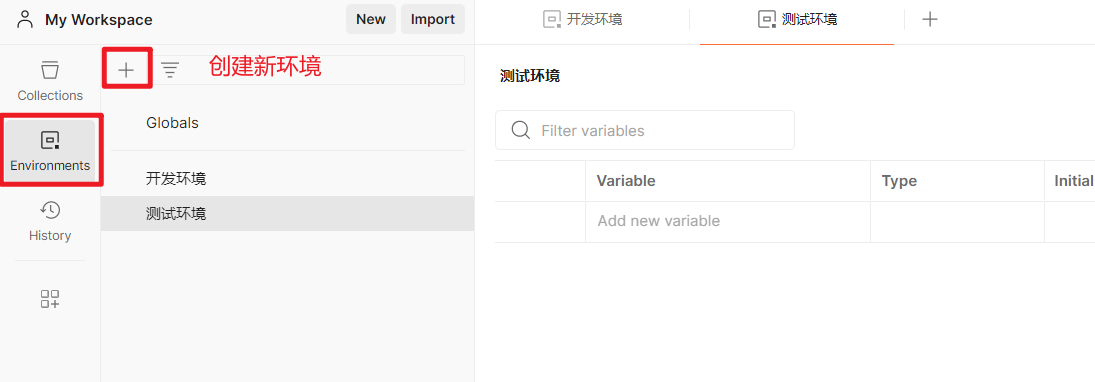 My Workspace
New
Import
创建新环境
Collections
Environments
History
Globals
开发环境
测试环境
开发环境
测试环境
测试环境
Filter variables
Variable
Type
Initial
Add new variable